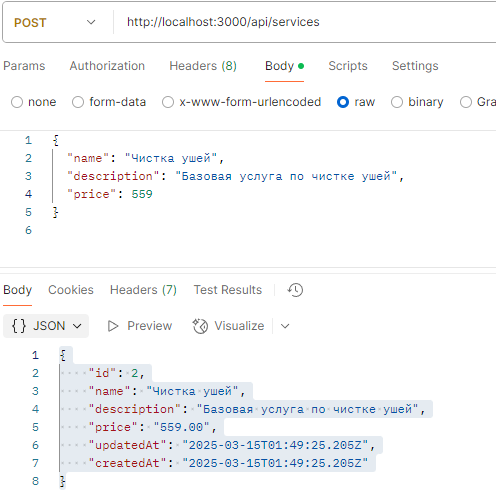 POST http://localhost:3000/api/services
Params Authorization Headers (8) Body Scripts Settings
none form-data x-www-form-urlencoded raw binary Gra
1 {
2 "name": "Чистка ушей",
3 "description": "Базовая услуга по чистке ушей",
4 "price": 559
5 }
6
Body Cookies Headers (7) Test Results
{} JSON Preview Visualize
1 {
2 "id": 2,
3 "name": "Чистка ушей",
4 "description": "Базовая услуга по чистке ушей",
5 "price": "559.00",
6 "updatedAt": "2025-03-15T01:49:25.205Z",
7 "createdAt": "2025-03-15T01:49:25.205Z"
8 }